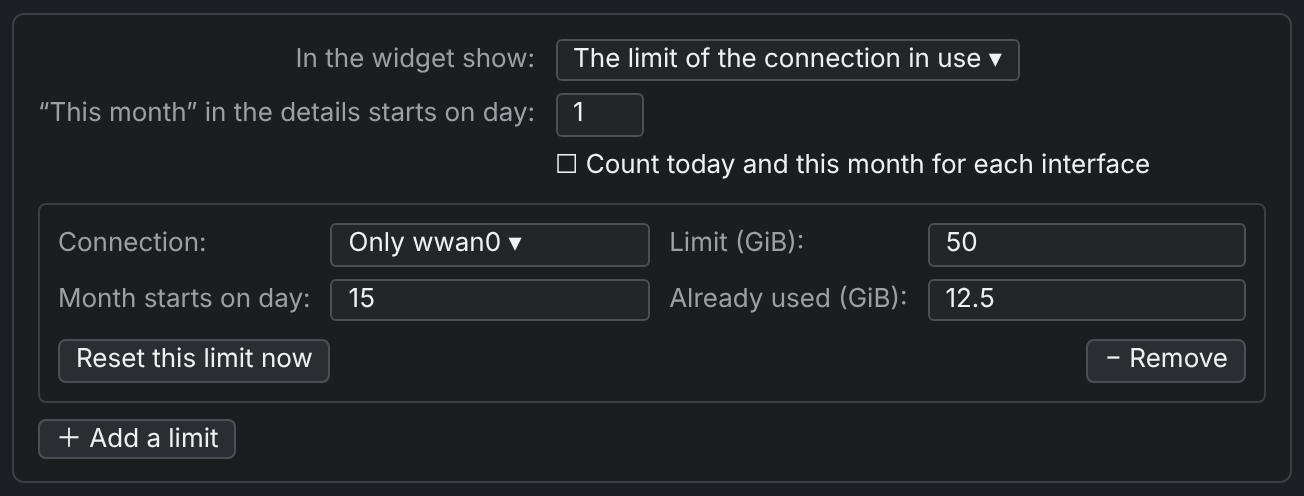 In the widget show: The limit of the connection in use ▾
“This month” in the details starts on day: 1
☐ Count today and this month for each interface
Connection: Only wwan0 ▾ Limit (GiB): 50
Month starts on day: 15 Already used (GiB): 12.5
Reset this limit now − Remove
+ Add a limit